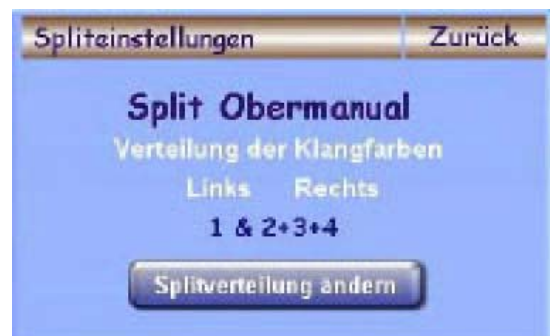 Spliteinstellungen Zurück
Split Obermanual
Verteilung der Klangfarben
Links Rechts
1 & 2+3+4
Splitverteilung ändern